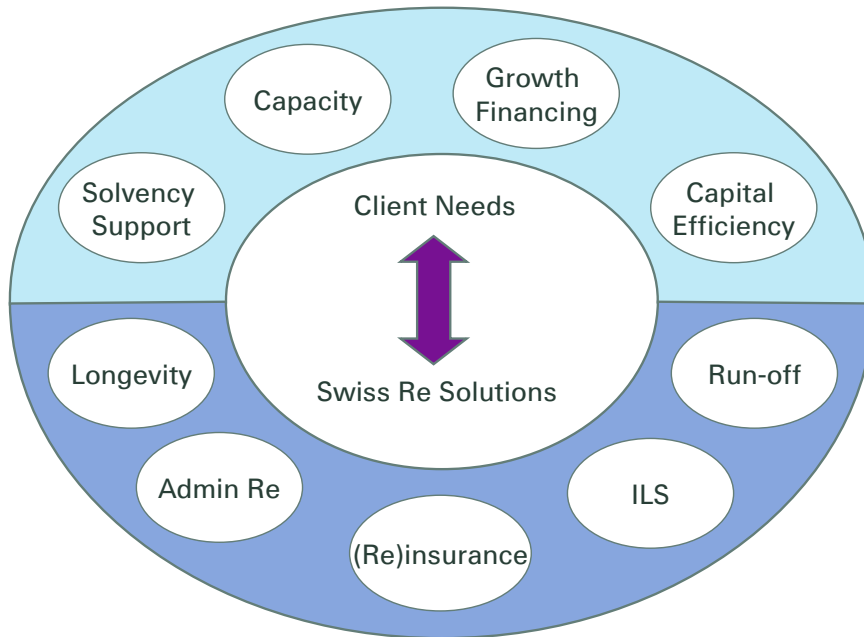 Growth
Financing
Capacity
Solvency
Support
Capital
Efficiency
Client Needs
Swiss Re Solutions
Longevity
Run-off
Admin Re
ILS
(Re)insurance